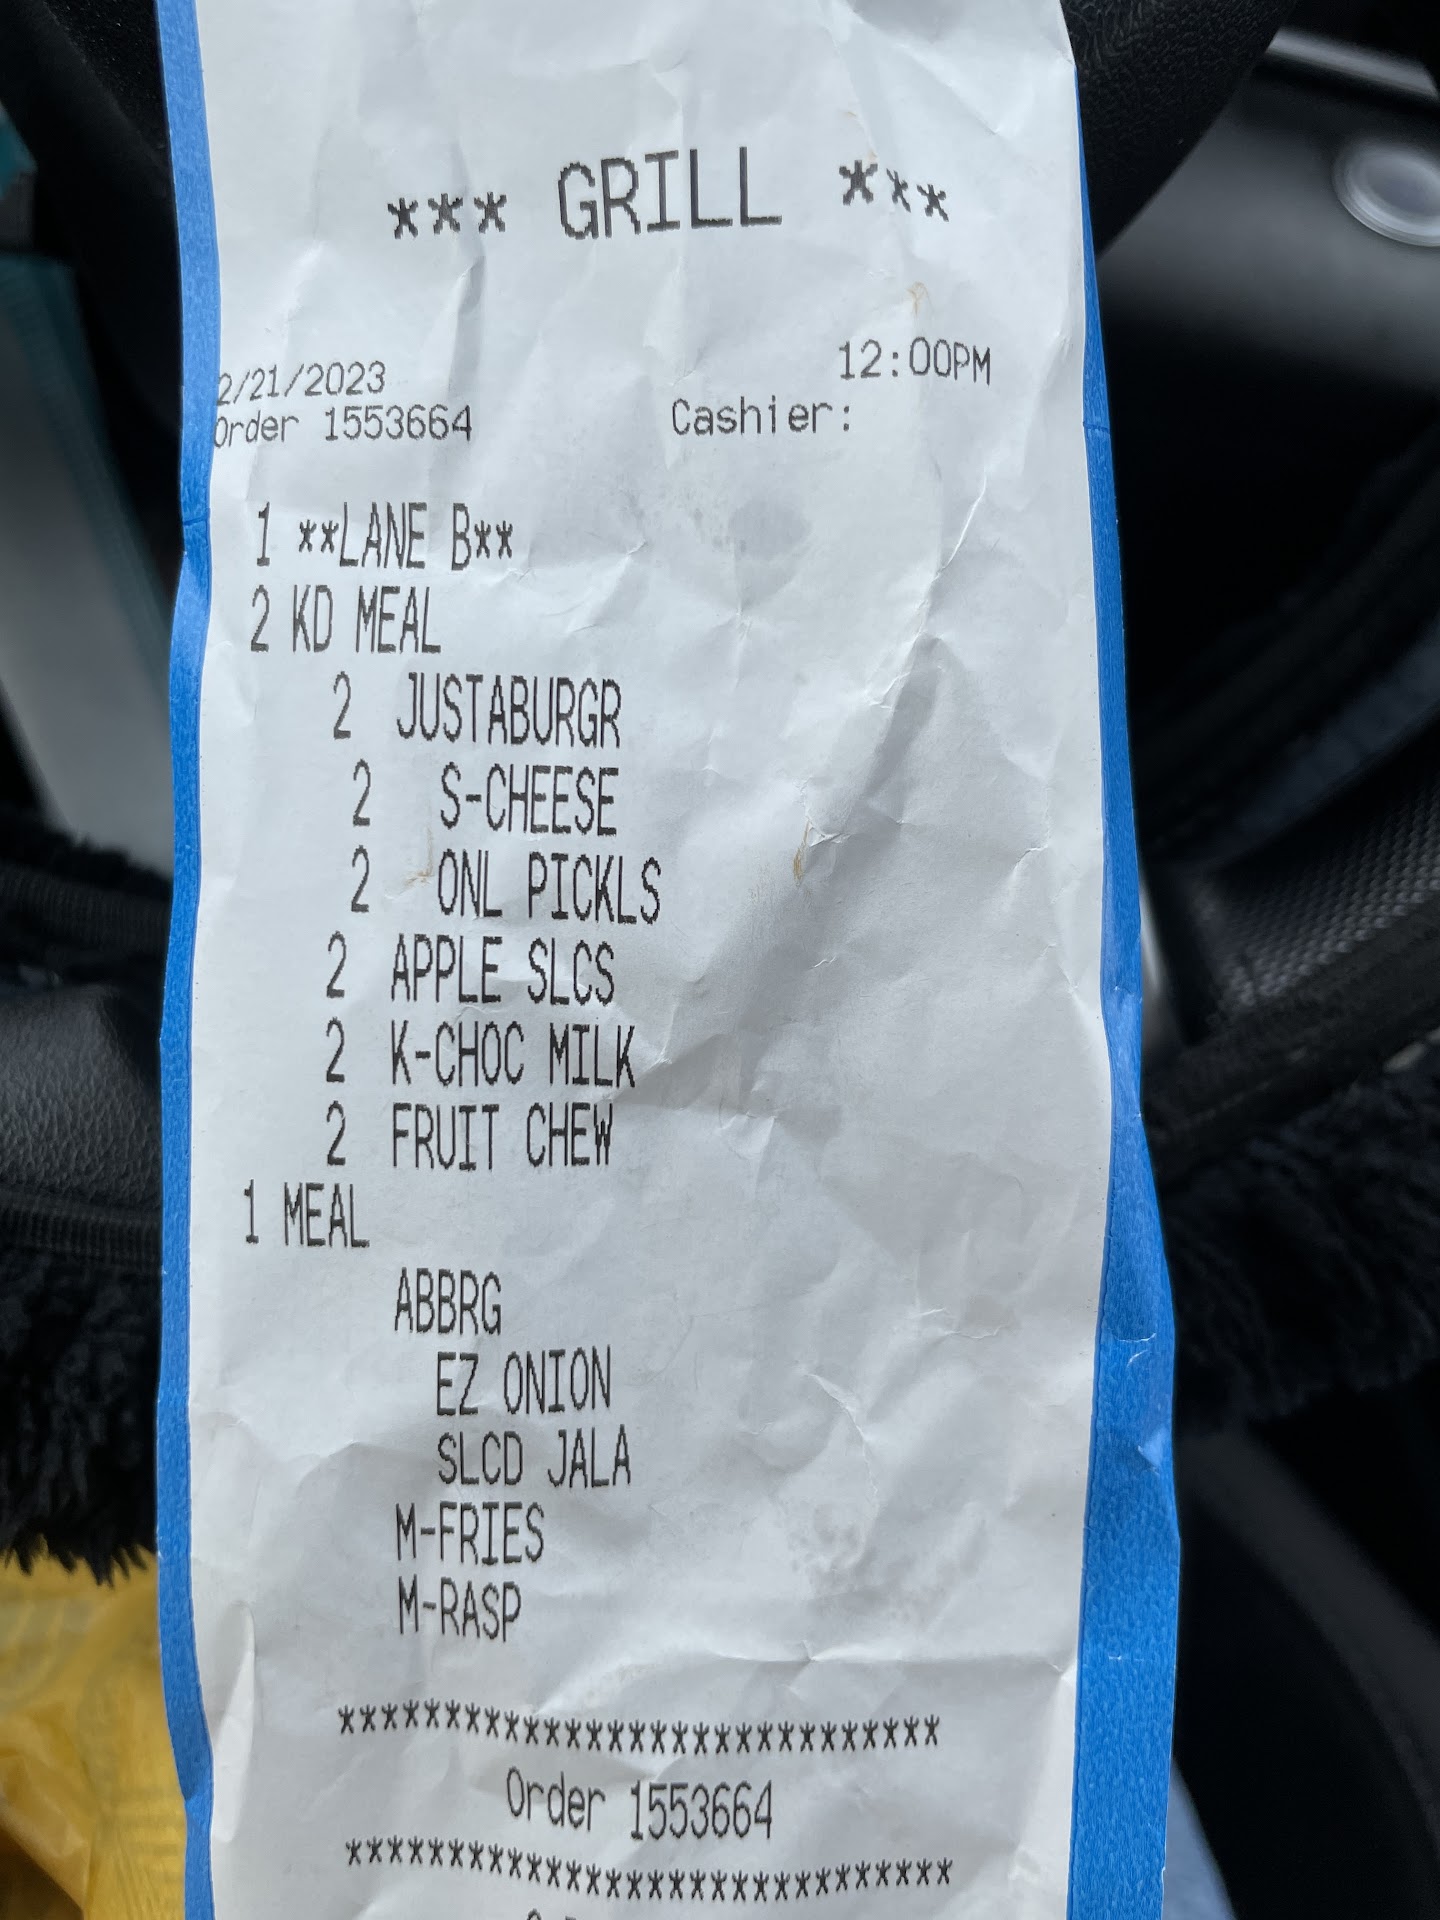 *** GRILL ***
12:00PM
2/21/2023
Order 1553664 Cashier:
1 **LANE B**
2 KD MEAL
2 JUSTABURGR
2 S-CHEESE
2 ONL PICKLS
2 APPLE SLCS
2 K-CHOC MILK
2 FRUIT CHEW
1 MEAL
ABBRG
EZ ONION
SLCD JALA
M-FRIES
M-RASP
*****************************
Order 1553664
*****************************